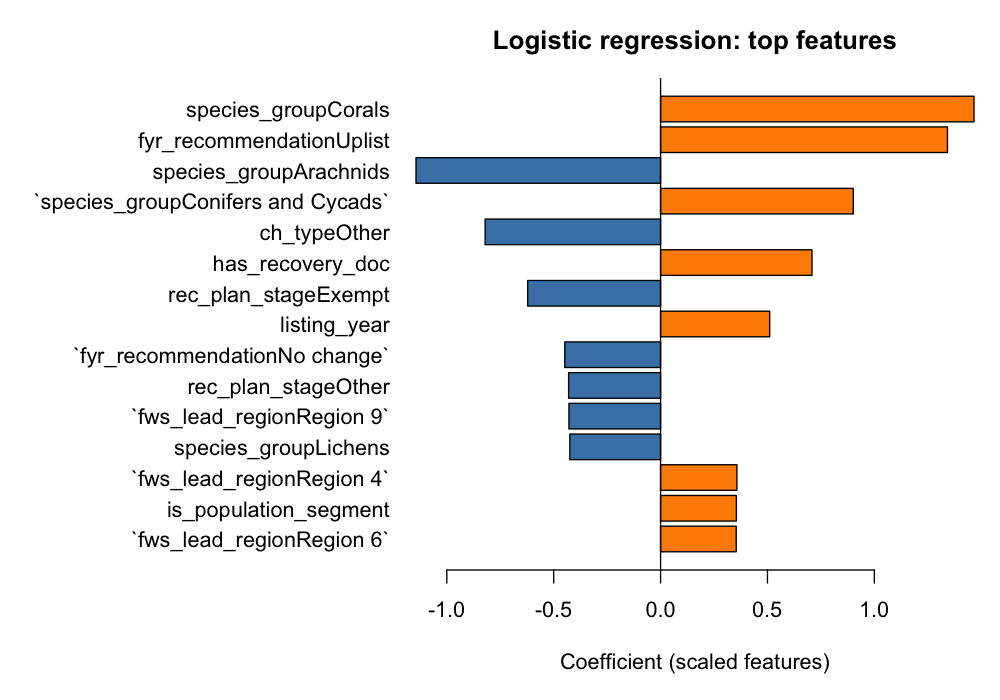 Logistic regression: top features
species_groupCorals
fyr_recommendationUplist
species_groupArachnids
`species_groupConifers and Cycads`
ch_typeOther
has_recovery_doc
rec_plan_stageExempt
listing_year
`fyr_recommendationNo change`
rec_plan_stageOther
`fws_lead_regionRegion 9`
species_groupLichens
`fws_lead_regionRegion 4`
is_population_segment
`fws_lead_regionRegion 6`
-1.0 -0.5 0.0 0.5 1.0
Coefficient (scaled features)